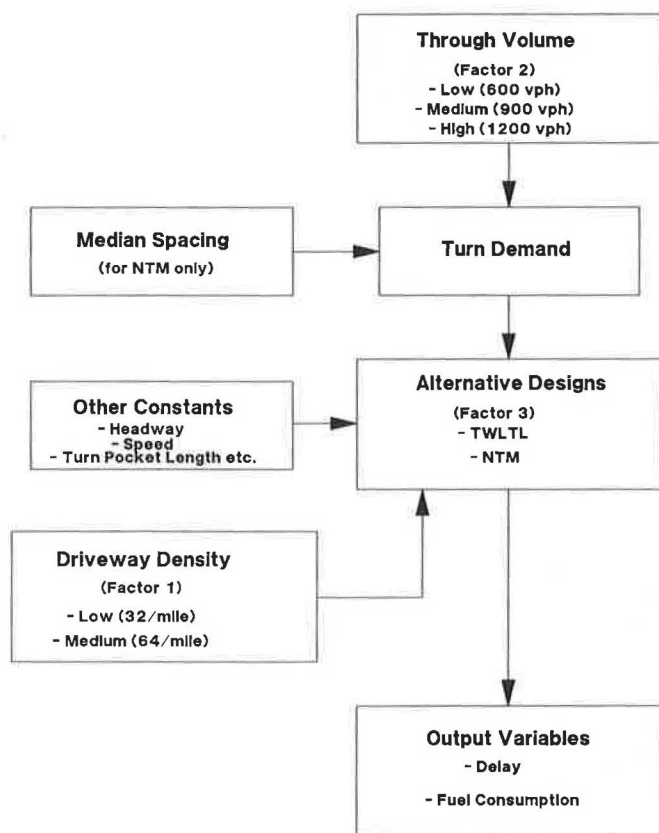 Through Volume
(Factor 2)
- Low (600 vph)
- Medium (900 vph)
- High (1200 vph)
Median Spacing
(for NTM only)
Turn Demand
Other Constants
- Headway
- Speed
- Turn Pocket Length etc.
Alternative Designs
(Factor 3)
- TWLTL
- NTM
Driveway Density
(Factor 1)
- Low (32/mile)
- Medium (64/mile)
Output Variables
- Delay
- Fuel Consumption